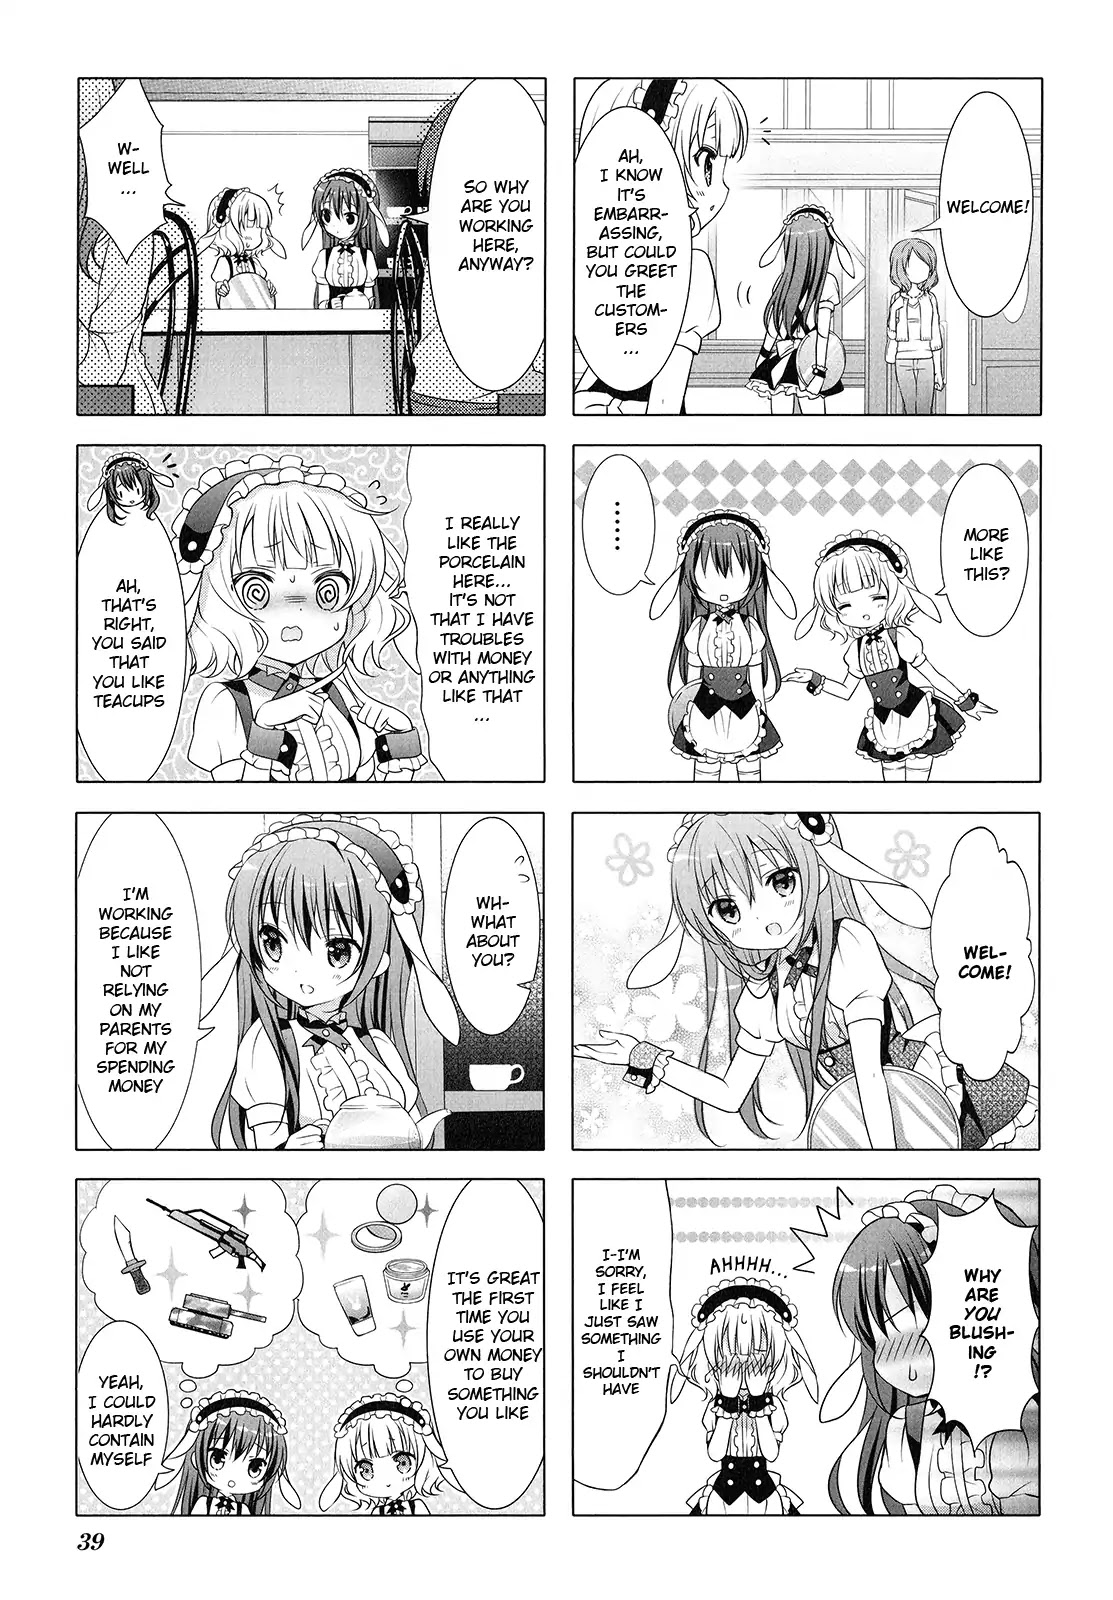 WELCOME!
AH,
I KNOW
IT'S
EMBARR-
ASSING,
BUT COULD
YOU GREET
THE
CUSTOM-
ERS
...
MORE
LIKE
THIS?
......
WEL-
COME!
WHY
ARE
YOU
BLUSH-
ING
!?
AHHHH...
I-I'M
SORRY,
I FEEL
LIKE I
JUST SAW
SOMETHING
I
SHOULDN'T
HAVE
SO WHY
ARE YOU
WORKING
HERE,
ANYWAY?
W-
WELL
...
I REALLY
LIKE THE
PORCELAIN
HERE...
IT'S NOT
THAT I HAVE
TROUBLES
WITH MONEY
OR ANYTHING
LIKE THAT
...
AH,
THAT'S
RIGHT,
YOU SAID
THAT
YOU LIKE
TEACUPS
WH-
WHAT
ABOUT
YOU?
I'M
WORKING
BECAUSE
I LIKE
NOT
RELYING
ON MY
PARENTS
FOR MY
SPENDING
MONEY
IT'S GREAT
THE FIRST
TIME YOU
USE YOUR
OWN MONEY
TO BUY
SOMETHING
YOU LIKE
YEAH,
I COULD
HARDLY
CONTAIN
MYSELF
39